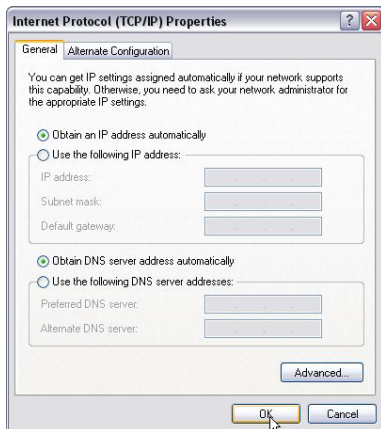 Internet Protocol (TCP/IP) Properties
General
Alternate Configuration
You can get IP settings assigned automatically if your network supports
this capability. Otherwise, you need to ask your network administrator for
the appropriate IP settings.
Obtain an IP address automatically
Use the following IP address:
IP address:
Subnet mask:
Default gateway:
Obtain DNS server address automatically
Use the following DNS server addresses:
Preferred DNS server:
Alternate DNS server:
Advanced...
OK
Cancel